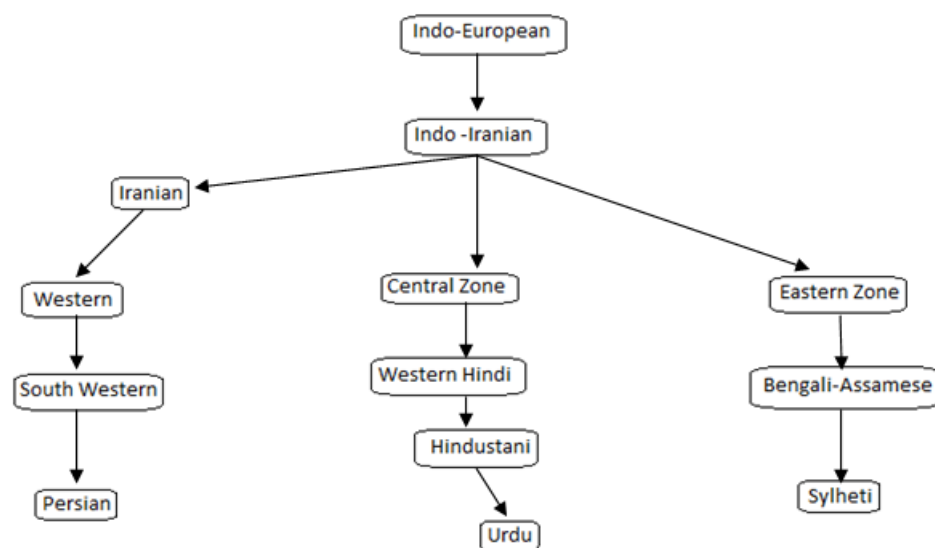 Indo-European
Indo -Iranian
Iranian
Western
Central Zone
Eastern Zone
South Western
Western Hindi
Bengali-Assamese
Hindustani
Persian
Sylheti
Urdu